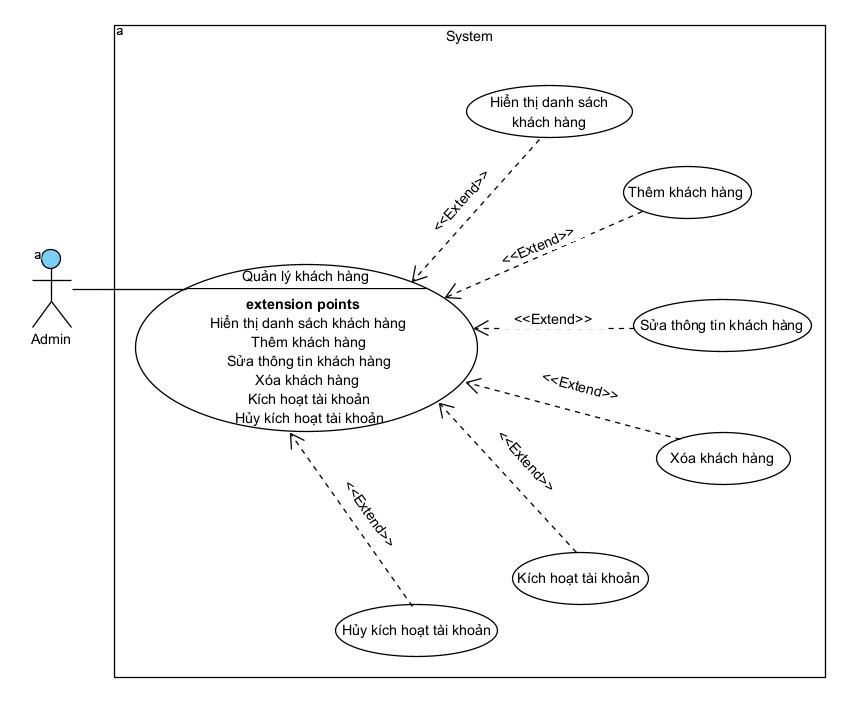 a
System
Hiển thị danh sách
khách hàng
<<Extend>>
Thêm khách hàng
<<Extend>>
a
Admin
Quản lý khách hàng
extension points
Hiển thị danh sách khách hàng
Thêm khách hàng
Sửa thông tin khách hàng
Xóa khách hàng
Kích hoạt tài khoản
Hủy kích hoạt tài khoản
<<Extend>>
Sửa thông tin khách hàng
<<Extend>>
Xóa khách hàng
<<Extend>>
Kích hoạt tài khoản
<<Extend>>
Hủy kích hoạt tài khoản